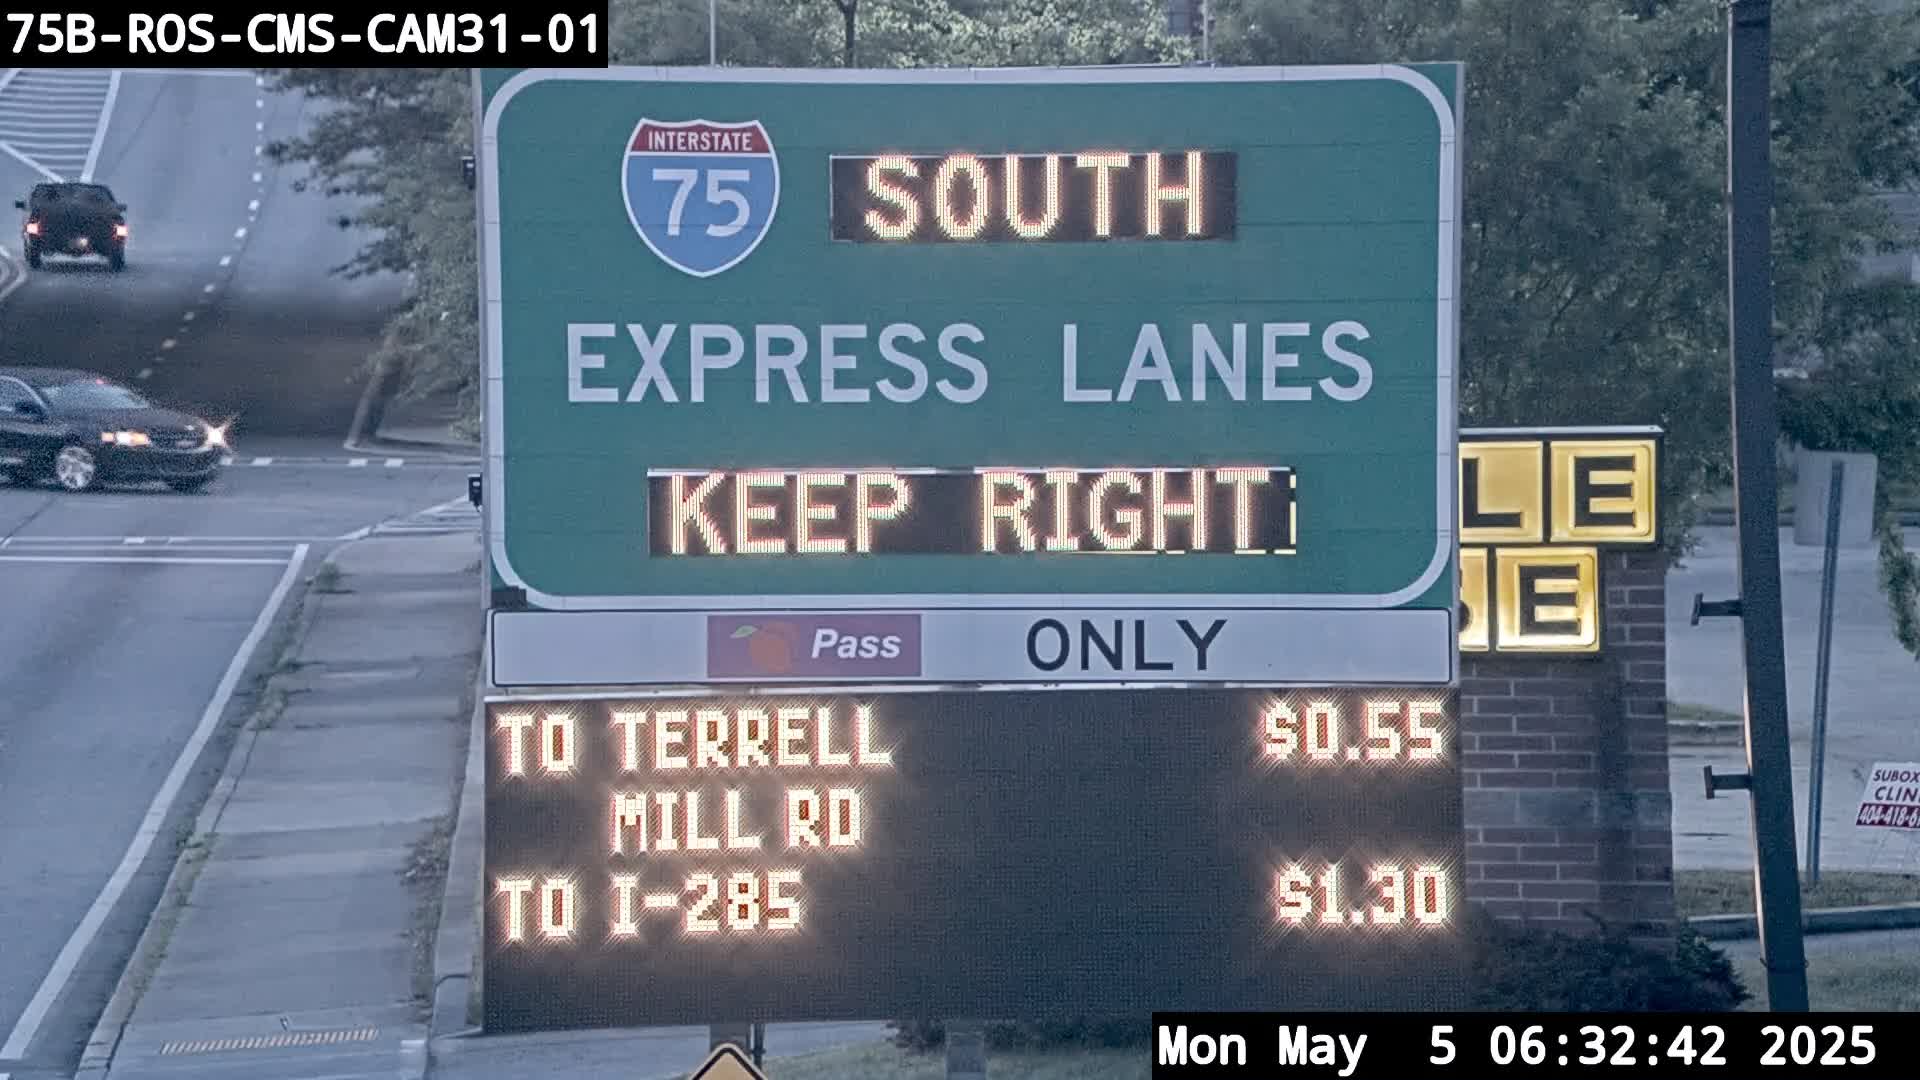 75B-ROS-CMS-CAM31-01
INTERSTATE
75
SOUTH
EXPRESS LANES
KEEP RIGHT
Pass ONLY
TO TERRELL $0.55
MILL RD
TO I-285 $1.30
LE
E
Mon May 5 06:32:42 2025